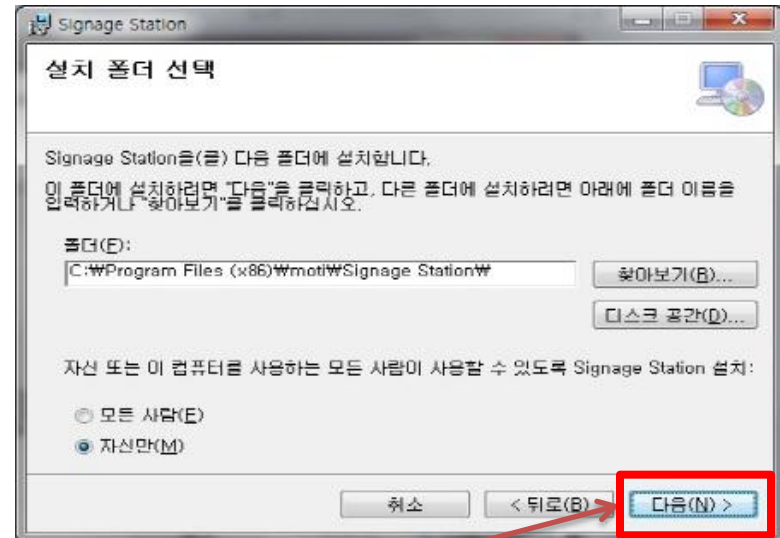 Signage Station
설치 폴더 선택
Signage Station을(를) 다음 폴더에 설치합니다.
이 폴더에 설치하려면 "다음"을 클릭하고, 다른 폴더에 설치하려면 아래에 폴더 이름을
입력하거나 "찾아보기"를 클릭하십시오.
폴더(F):
C:₩Program Files (x86)₩moti₩Signage Station₩
찾아보기(R)...
디스크 공간(D)...
자신 또는 이 컴퓨터를 사용하는 모든 사람이 사용할 수 있도록 Signage Station 설치:
모든 사람(E)
자신만(M)
취소
< 뒤로(B)
다음(N) >